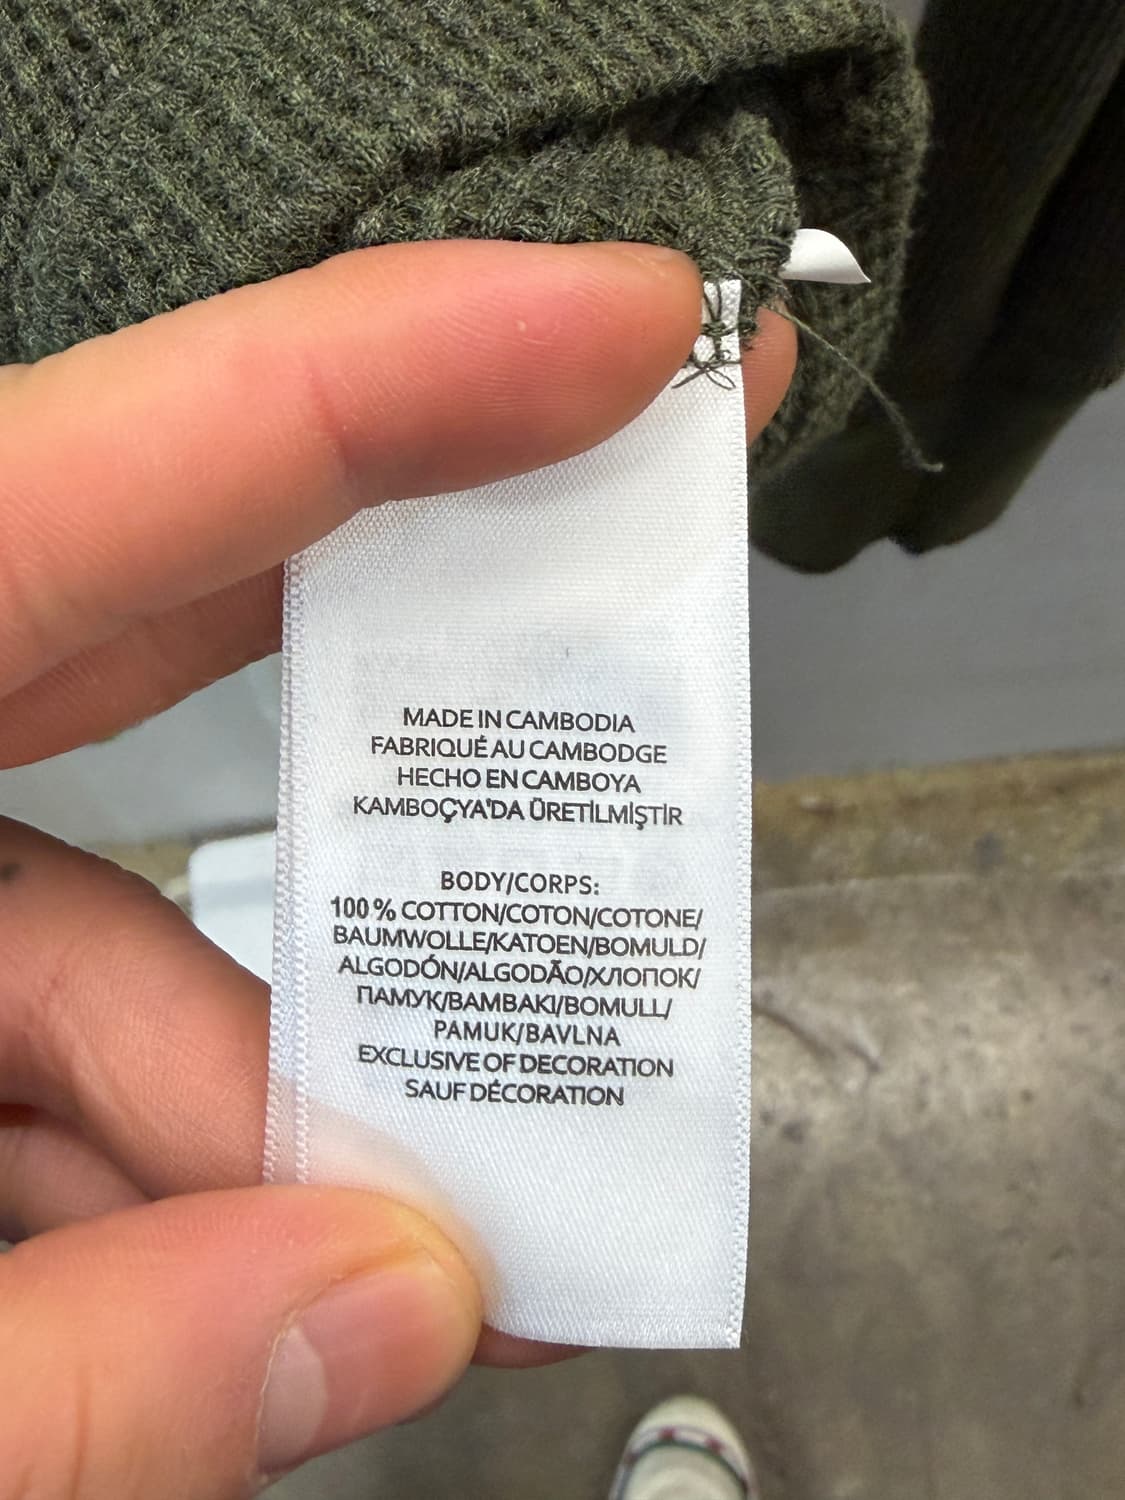 MADE IN CAMBODIA
FABRIQUÉ AU CAMBODGE
HECHO EN CAMBOYA
KAMBOÇYA'DA ÜRETİLMİŞTİR
BODY/CORPS:
100% COTTON/COTON/COTONE/
BAUMWOLLE/KATOEN/BOMULD/
ALGODÓN/ALGODÃO/ХЛОПОК/
ПАМУК/ΒΑΜΒΑΚΙ/BOMULL/
PAMUK/BAVLNA
EXCLUSIVE OF DECORATION
SAUF DÉCORATION